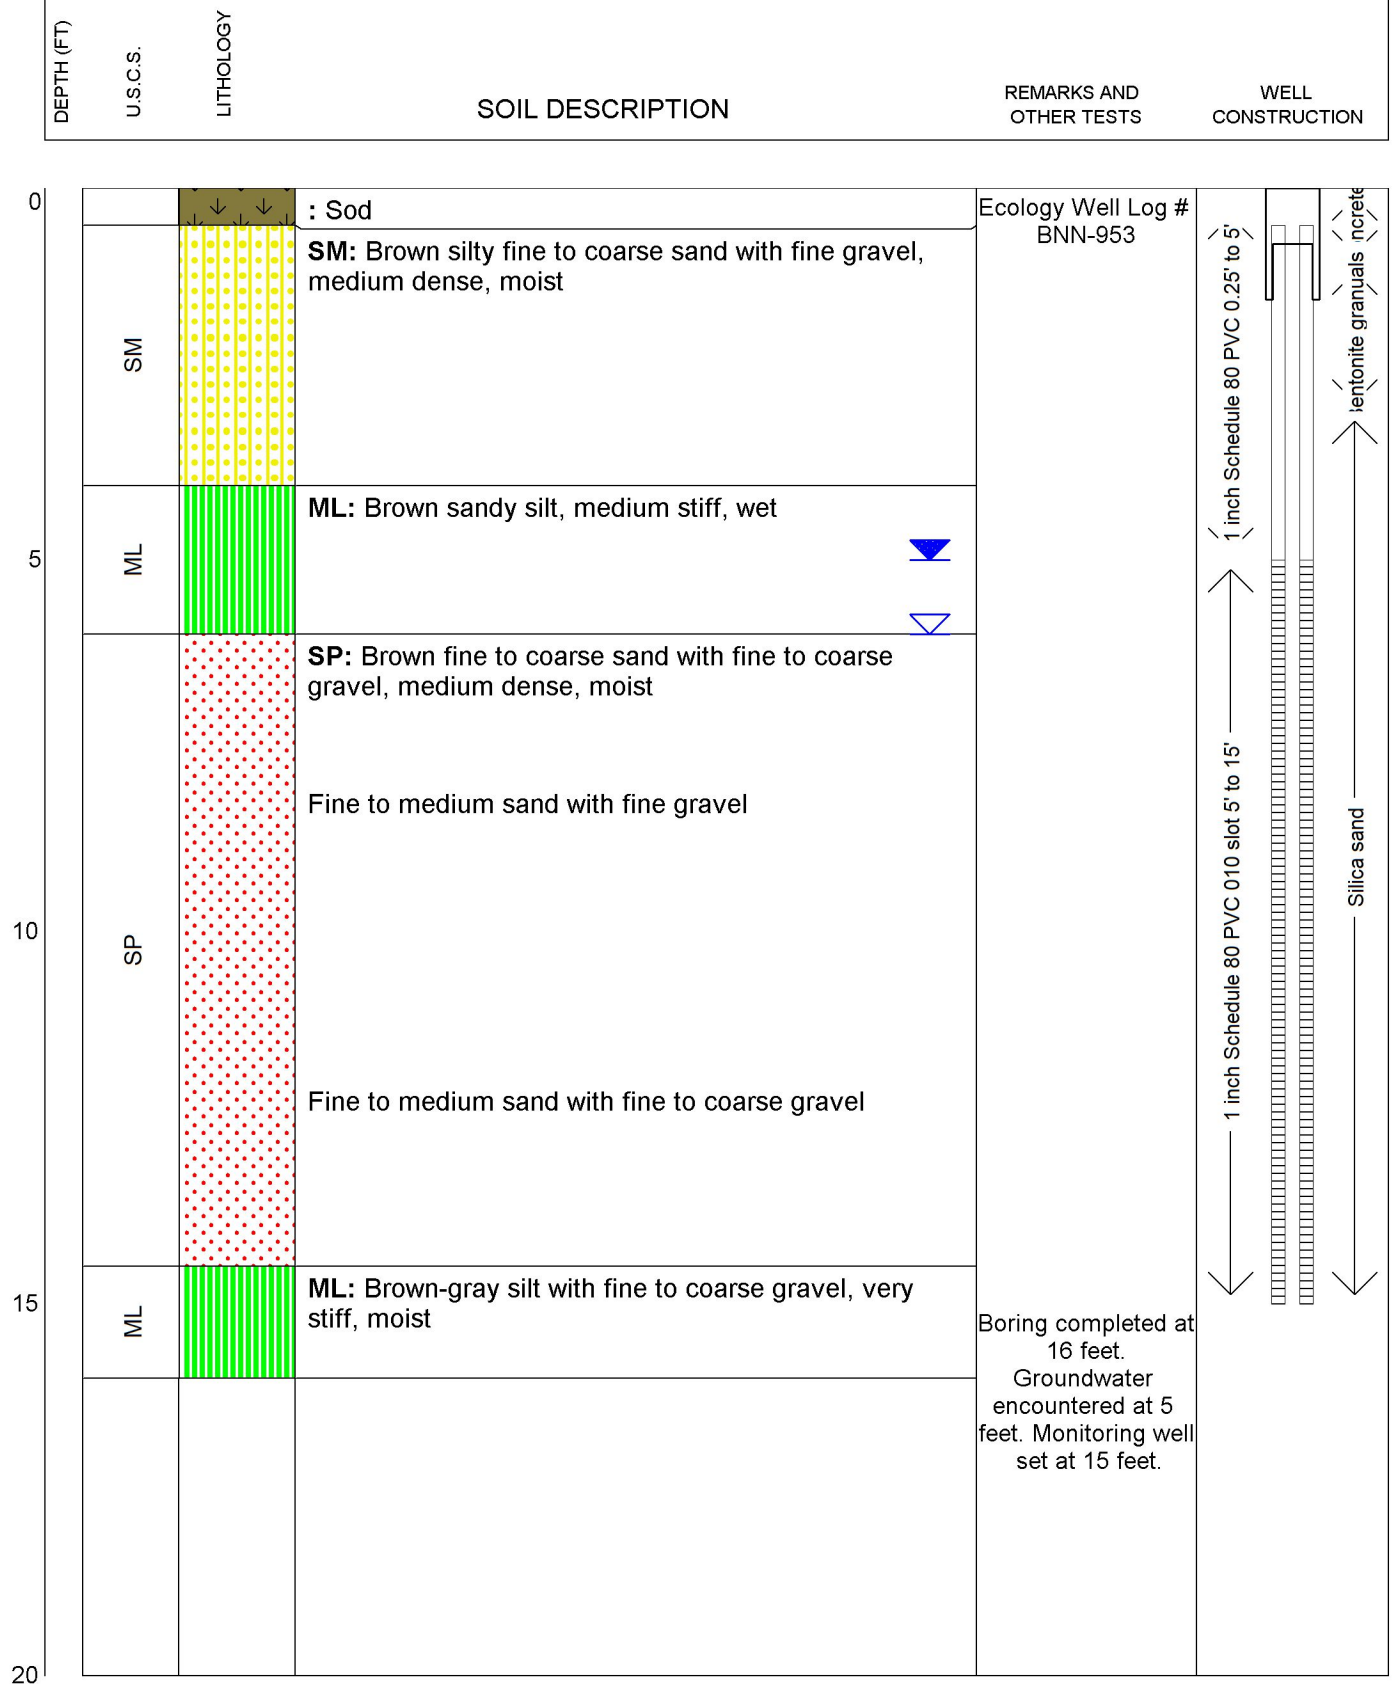 DEPTH (FT)
U.S.C.S.
LITHOLOGY
SOIL DESCRIPTION
REMARKS AND
OTHER TESTS
WELL
CONSTRUCTION
0
: Sod
Ecology Well Log #
BNN-953
SM: Brown silty fine to coarse sand with fine gravel,
medium dense, moist
SM
1 inch Schedule 80 PVC 0.25' to 5'
ncrete
entonite granuals
ML: Brown sandy silt, medium stiff, wet
ML
5
SP: Brown fine to coarse sand with fine to coarse
gravel, medium dense, moist
Fine to medium sand with fine gravel
1 inch Schedule 80 PVC 010 slot 5' to 15'
Silica sand
10
SP
Fine to medium sand with fine to coarse gravel
ML: Brown-gray silt with fine to coarse gravel, very
stiff, moist
15
ML
Boring completed at
16 feet.
Groundwater
encountered at 5
feet. Monitoring well
set at 15 feet.
20